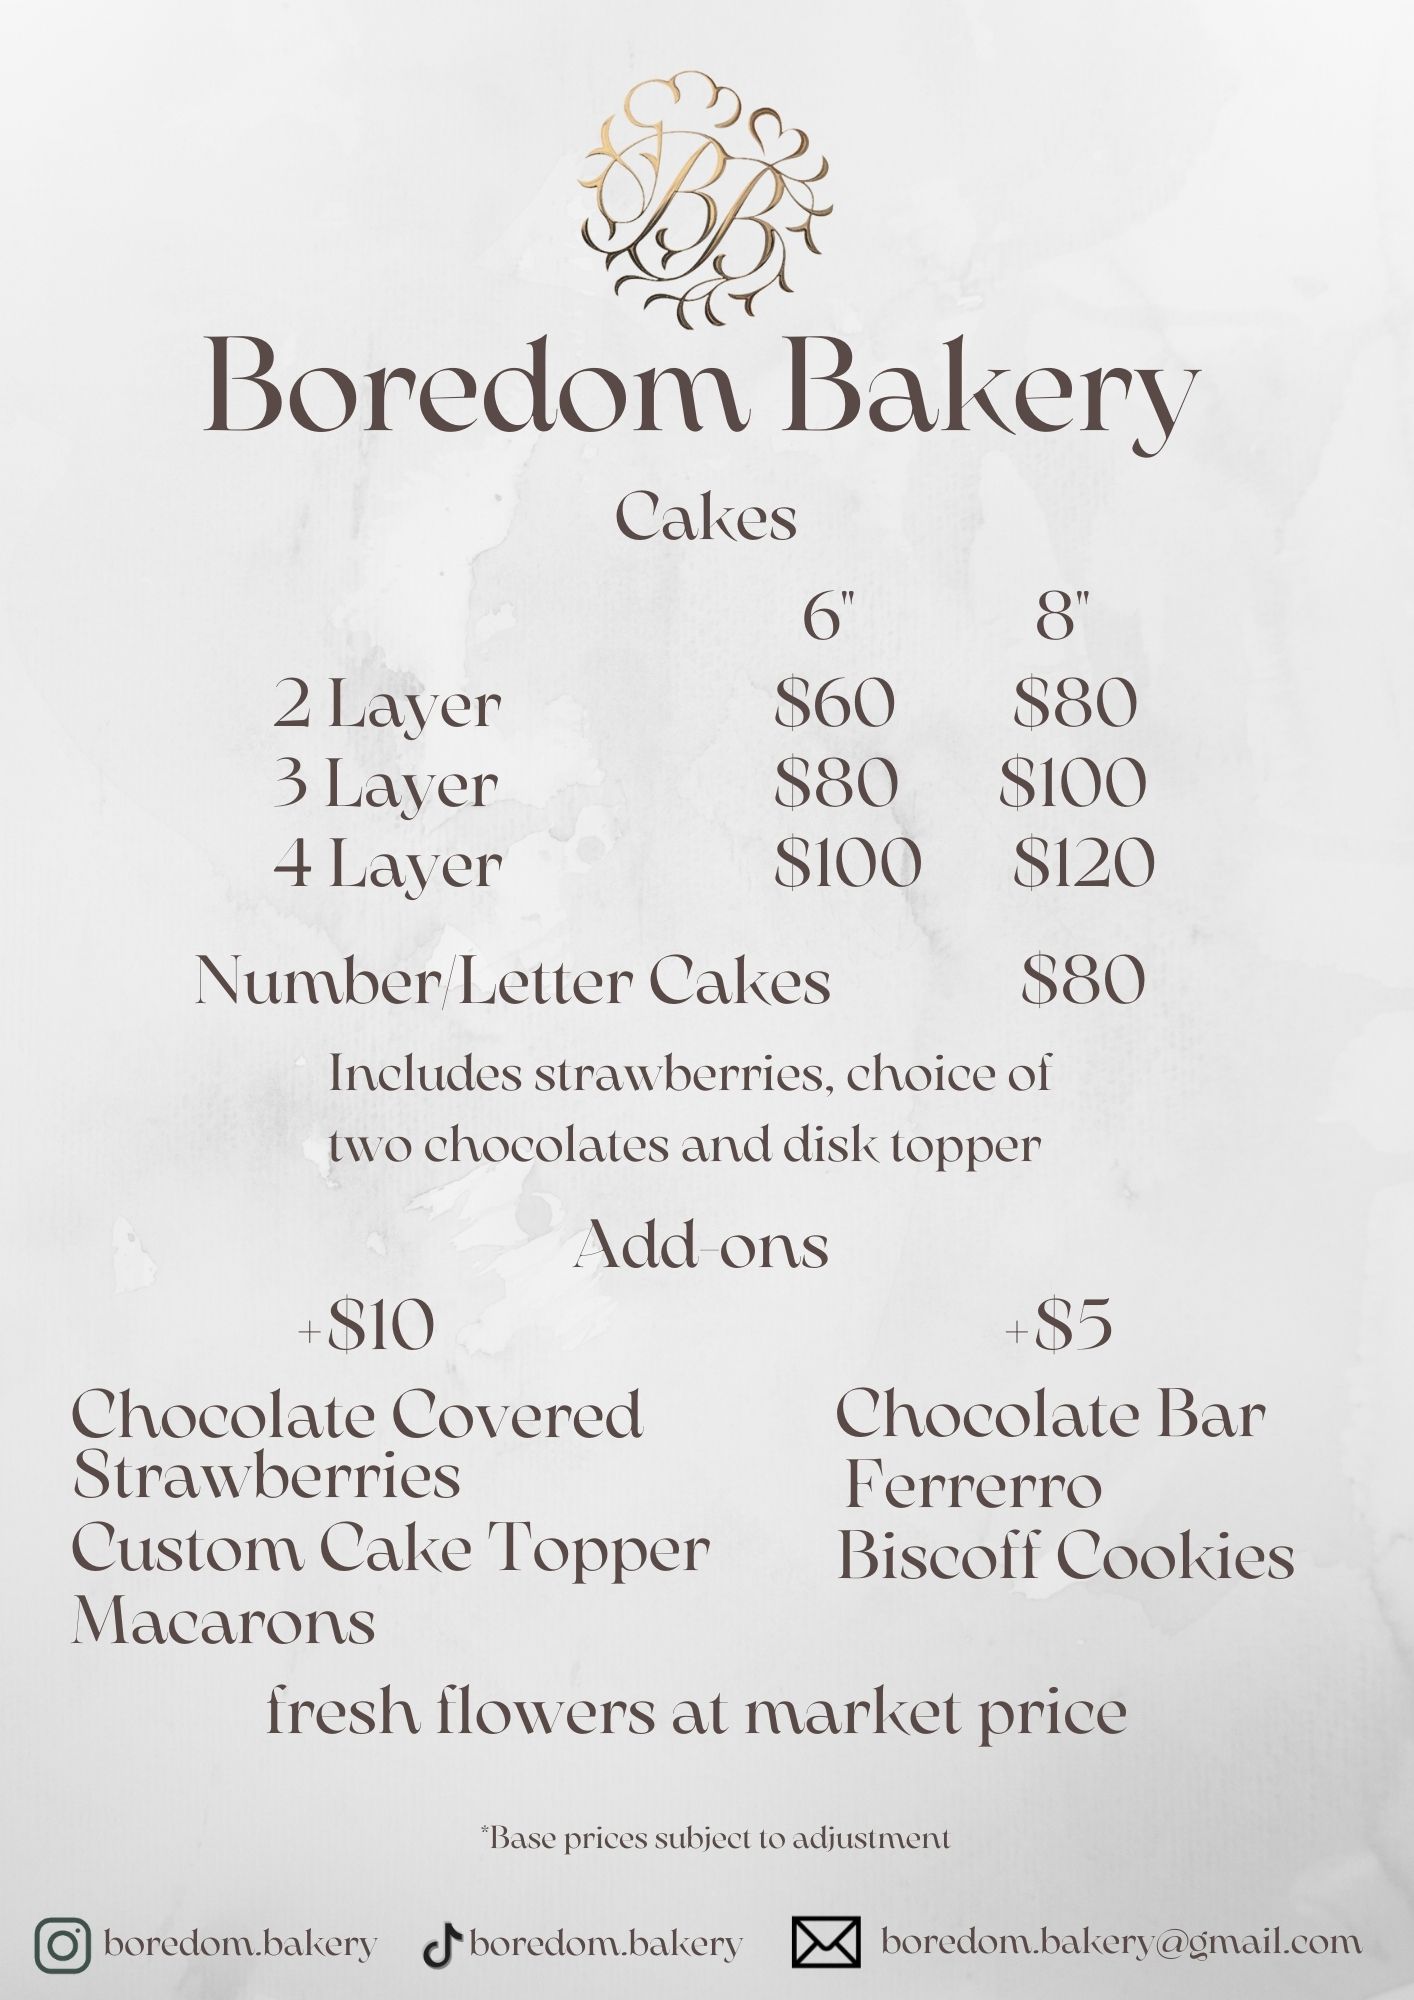 BB
Boredom Bakery
Cakes
6" 8"
2 Layer $60 $80
3 Layer $80 $100
4 Layer $100 $120
Number/Letter Cakes $80
Includes strawberries, choice of
two chocolates and disk topper
Add-ons
+$10 +$5
Chocolate Covered
Strawberries
Custom Cake Topper
Macarons
Chocolate Bar
Ferrerro
Biscoff Cookies
fresh flowers at market price
*Base prices subject to adjustment
boredom.bakery boredom.bakery boredom.bakery@gmail.com